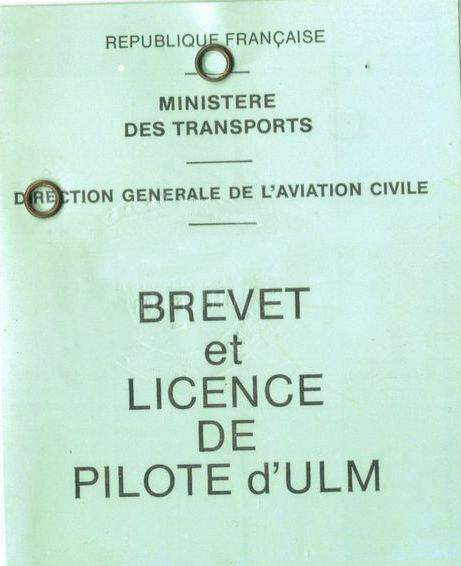 REPUBLIQUE FRANÇAISE
MINISTERE
DES TRANSPORTS
DIRECTION GENERALE DE L'AVIATION CIVILE
BREVET
et
LICENCE
DE
PILOTE d'ULM